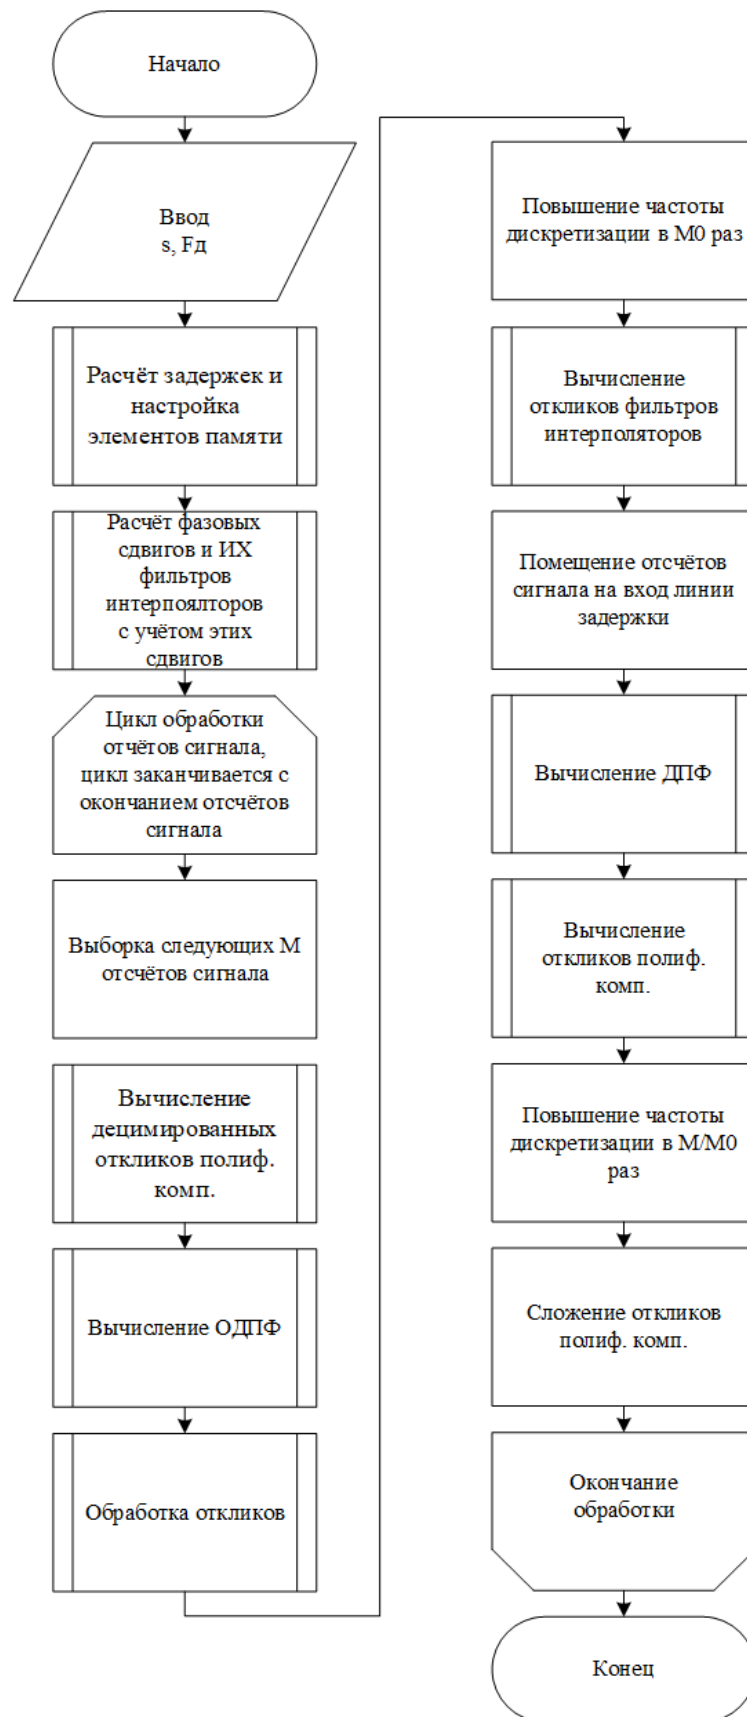 Начало
Ввод
s, Fд
Расчёт задержек и
настройка
элементов памяти
Расчёт фазовых
сдвигов и ИХ
фильтров
интерпоялторов
с учётом этих
сдвигов
Цикл обработки
отчётов сигнала,
цикл заканчивается с
окончанием отсчётов
сигнала
Выборка следующих М
отсчётов сигнала
Вычисление
децимированных
откликов полиф.
комп.
Вычисление ОДПФ
Обработка откликов
Повышение частоты
дискретизации в М0 раз
Вычисление
откликов фильтров
интерполяторов
Помещение отсчётов
сигнала на вход линии
задержки
Вычисление ДПФ
Вычисление
откликов полиф.
комп.
Повышение частоты
дискретизации в М/М0
раз
Сложение откликов
полиф. комп.
Окончание
обработки
Конец